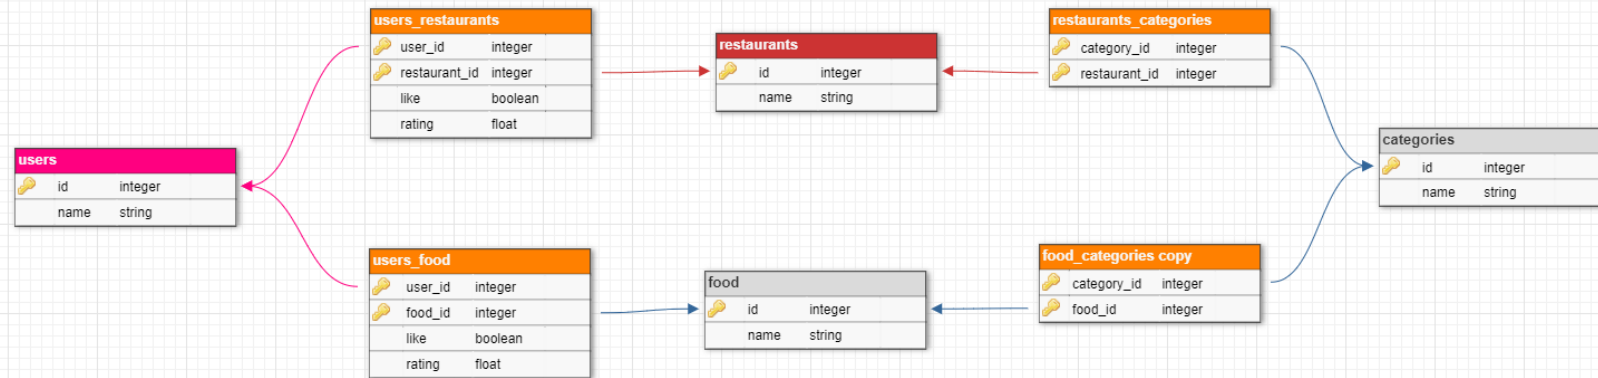 users_restaurants
user_id integer
restaurant_id integer
like boolean
rating float
restaurants
id integer
name string
restaurants_categories
category_id integer
restaurant_id integer
categories
id integer
name string
users
id integer
name string
users_food
user_id integer
food_id integer
like boolean
rating float
food
id integer
name string
food_categories copy
category_id integer
food_id integer